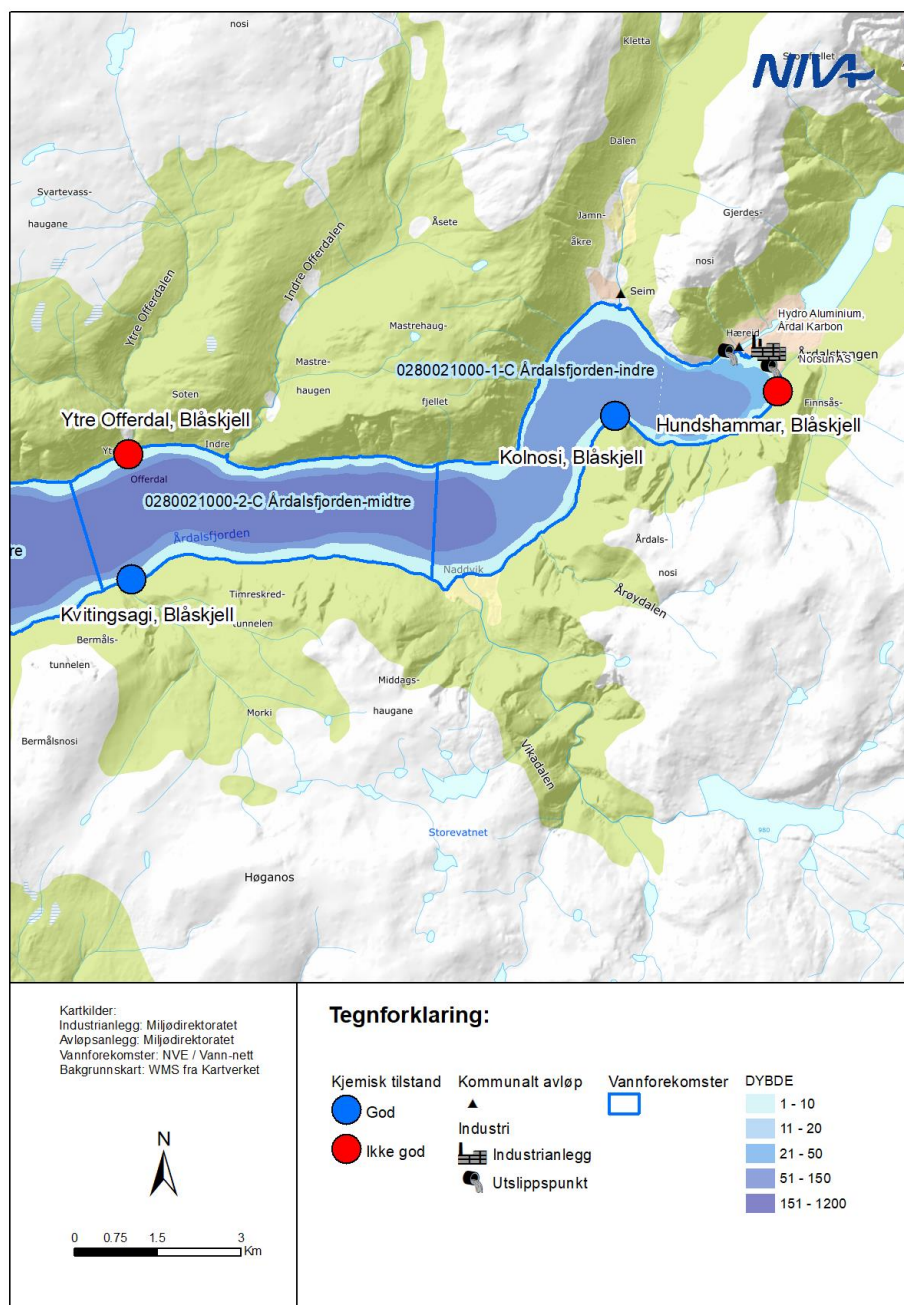 nosi
Kletta
Storefjellet
NIVA
Dalen
Svartevass-
haugane
Åsete
Jamn-
åkre
Gjerdes-
nosi
Ytre Offerdalen
Indre Offerdalen
Seim
Mastrehaug-
fjellet
Mastre-
haugen
Hydro Aluminium,
Årdal Karbon
Hæreid
Årdalstangen
Norsun AS
0280021000-1-C Årdalsfjorden-indre
Soten
Finnsås-
Ytre Offerdal, Blåskjell
Indre
Hundshammar, Blåskjell
Kolnosi, Blåskjell
Offerdal
0280021000-2-C Årdalsfjorden-midtre
Årdalsfjorden
re
Årdals-
nosi
Naddvik
Årøydalen
Timreskred-
tunnelen
Kvitingsagi, Blåskjell
Bermåls-
tunnelen
Middags-
haugane
Morki
Bermålsnosi
Vikadalen
Storevatnet
980
Høganos
Kartkilder:
Industrianlegg: Miljødirektoratet
Avløpsanlegg: Miljødirektoratet
Vannforekomster: NVE / Vann-nett
Bakgrunnskart: WMS fra Kartverket
N
0 0.75 1.5 3
Km
Tegnforklaring:
Kjemisk tilstand
God
Ikke god
Kommunalt avløp
Industri
Industrianlegg
Utslippspunkt
Vannforekomster
DYBDE
1 - 10
11 - 20
21 - 50
51 - 150
151 - 1200